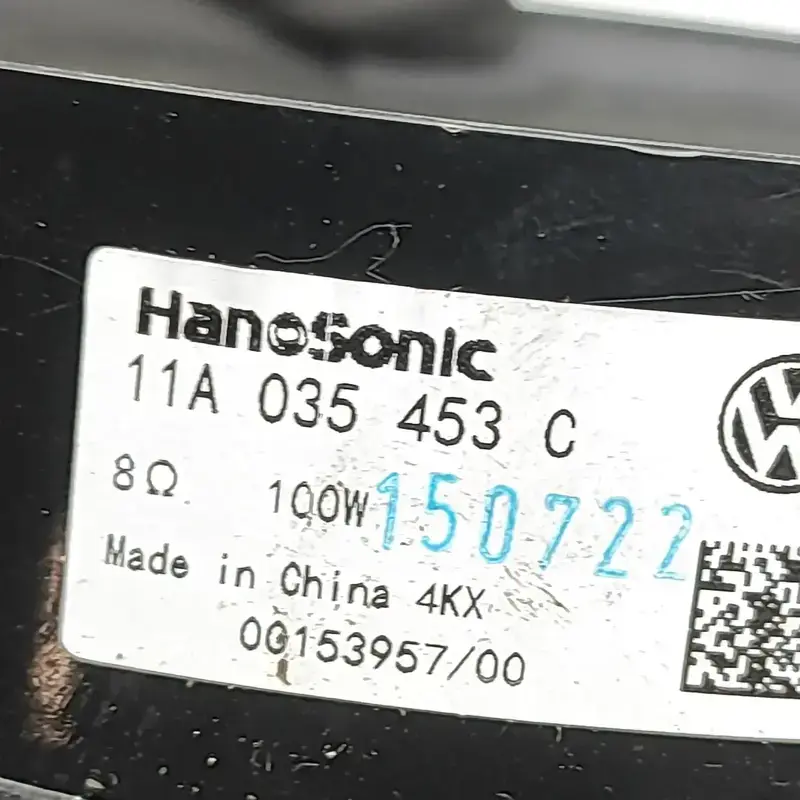 HanoSonic
11A 035 453 C
8Ω 100W 150722
Made in China 4KX
00153957/00